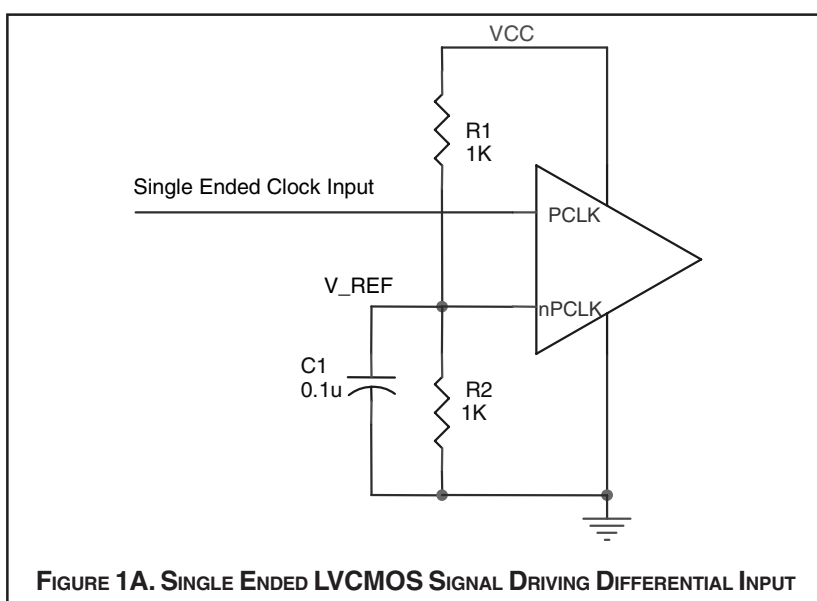 VCC
R1
1K
Single Ended Clock Input
PCLK
V_REF
nPCLK
C1
0.1u
R2
1K
FIGURE 1A. SINGLE ENDED LVCMOS SIGNAL DRIVING DIFFERENTIAL INPUT